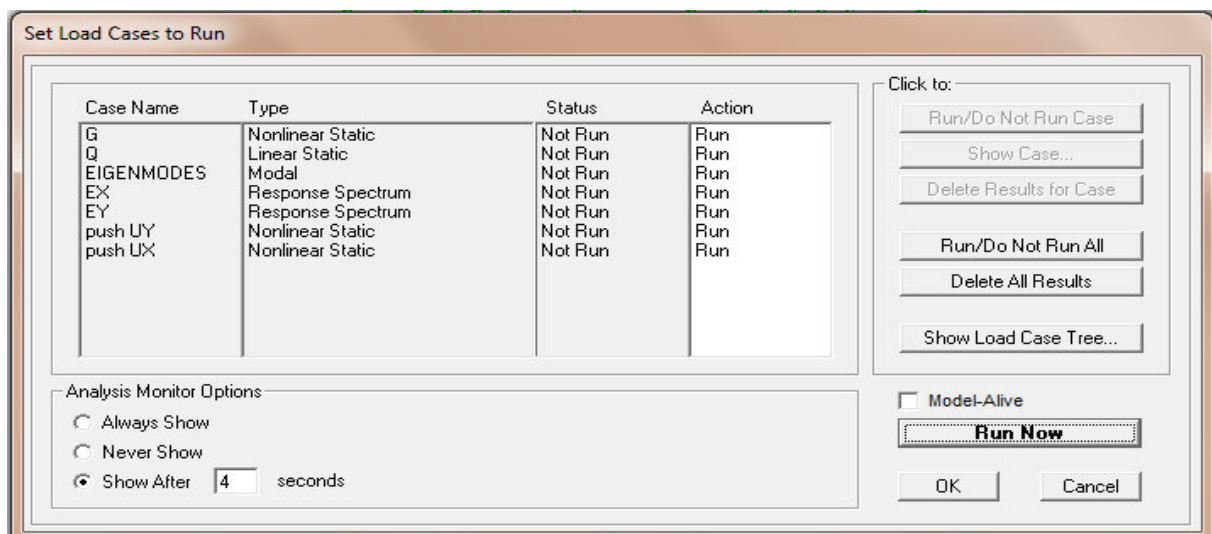 Set Load Cases to Run
Case Name Type Status Action
G Nonlinear Static Not Run Run
Q Linear Static Not Run Run
EIGENMODES Modal Not Run Run
EX Response Spectrum Not Run Run
EY Response Spectrum Not Run Run
push UY Nonlinear Static Not Run Run
push UX Nonlinear Static Not Run Run
Click to:
Run/Do Not Run Case
Show Case...
Delete Results for Case
Run/Do Not Run All
Delete All Results
Show Load Case Tree...
Analysis Monitor Options
Always Show
Never Show
Show After 4 seconds
Model-Alive
Run Now
OK Cancel